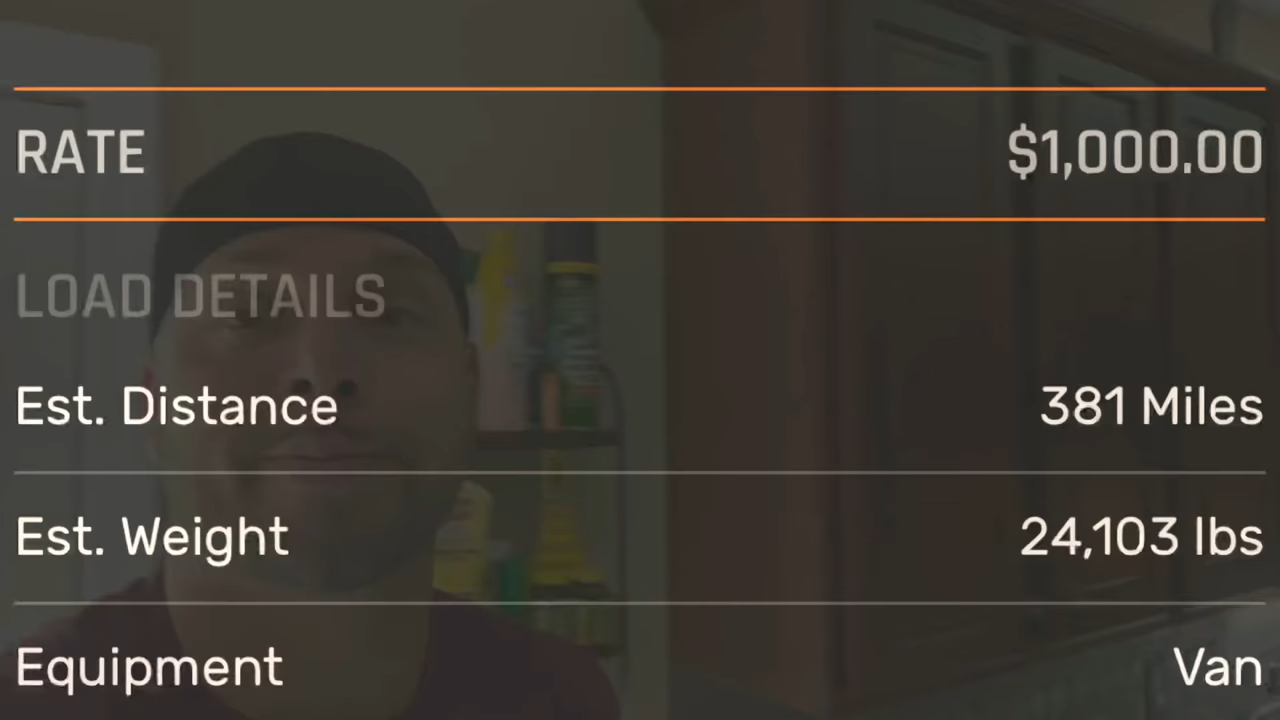 RATE $1,000.00
LOAD DETAILS
Est. Distance 381 Miles
Est. Weight 24,103 lbs
Equipment Van